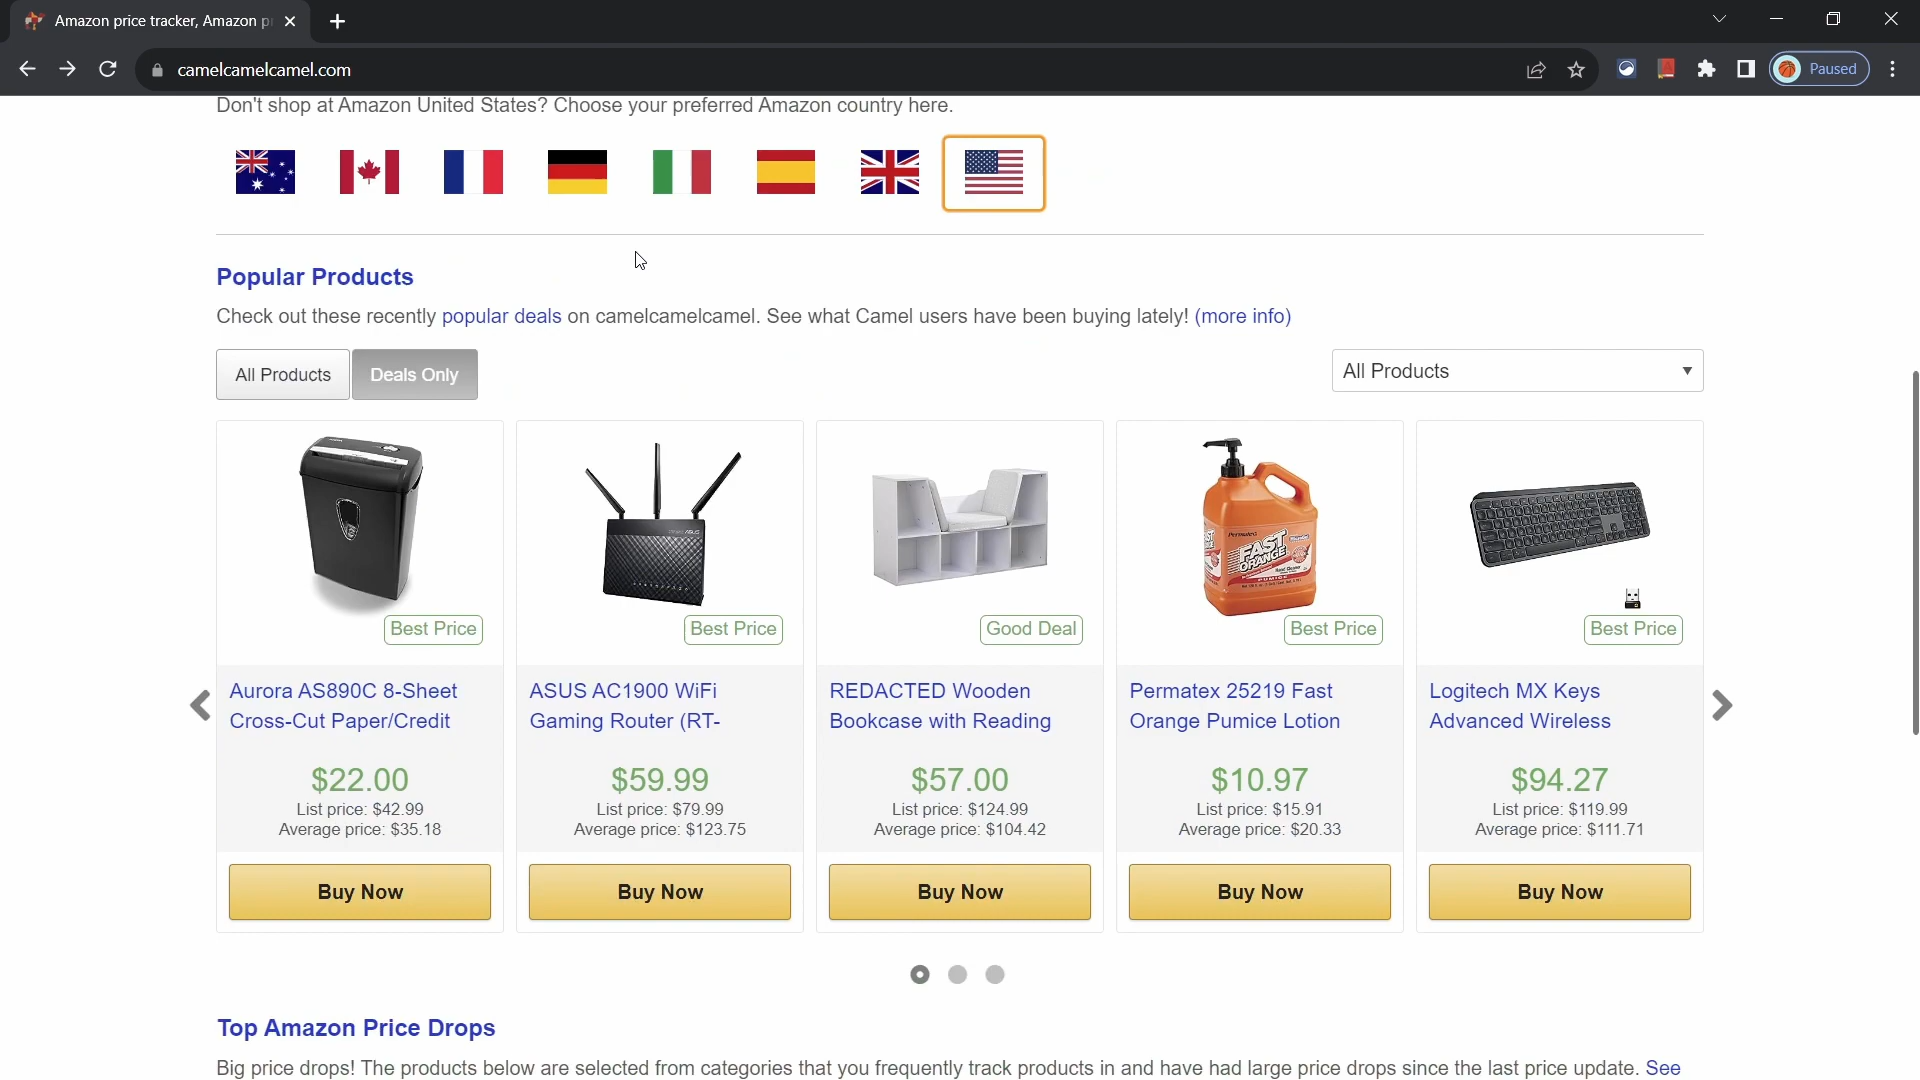 Amazon price tracker, Amazon p
camelcamelcamel.com
Paused
Don't shop at Amazon United States? Choose your preferred Amazon country here.
Popular Products
Check out these recently popular deals on camelcamelcamel. See what Camel users have been buying lately! (more info)
All Products
Deals Only
All Products
Best Price
Best Price
Permatex
FAST
ORANGE
PUMICE
Good Deal
Best Price
Best Price
Aurora AS890C 8-Sheet
Cross-Cut Paper/Credit
$22.00
List price: $42.99
Average price: $35.18
Buy Now
ASUS AC1900 WiFi
Gaming Router (RT-
$59.99
List price: $79.99
Average price: $123.75
Buy Now
REDACTED Wooden
Bookcase with Reading
$57.00
List price: $124.99
Average price: $104.42
Buy Now
Permatex 25219 Fast
Orange Pumice Lotion
$10.97
List price: $15.91
Average price: $20.33
Buy Now
Logitech MX Keys
Advanced Wireless
$94.27
List price: $119.99
Average price: $111.71
Buy Now
Top Amazon Price Drops
Big price drops! The products below are selected from categories that you frequently track products in and have had large price drops since the last price update. See